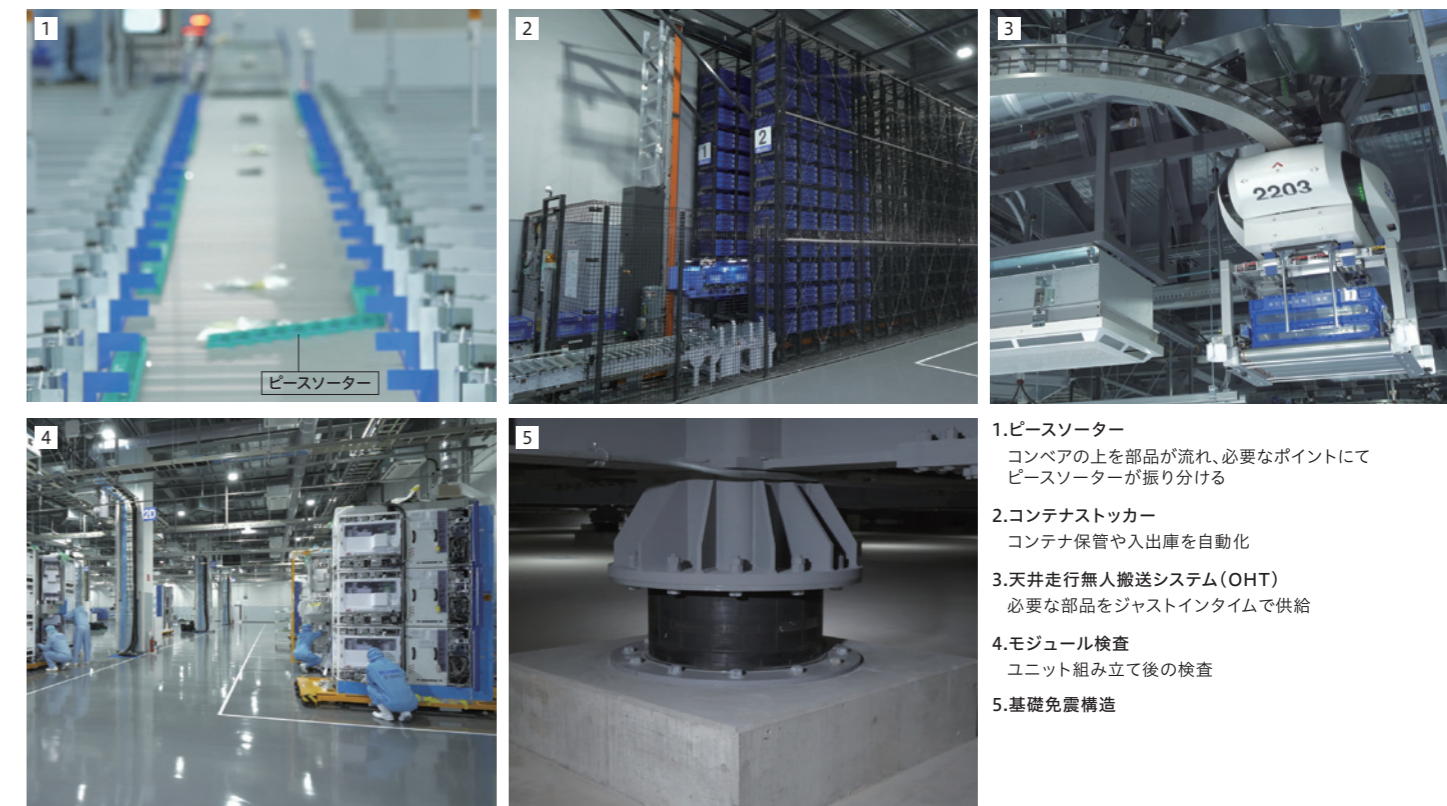 1
ピースソーター
2
1
2
3
2203
4
2D
5
1.ピースソーター
コンベアの上を部品が流れ、必要なポイントにて
ピースソーターが振り分ける
2.コンテナストッカー
コンテナ保管や入出庫を自動化
3.天井走行無人搬送システム(OHT)
必要な部品をジャストインタイムで供給
4.モジュール検査
ユニット組み立て後の検査
5.基礎免震構造